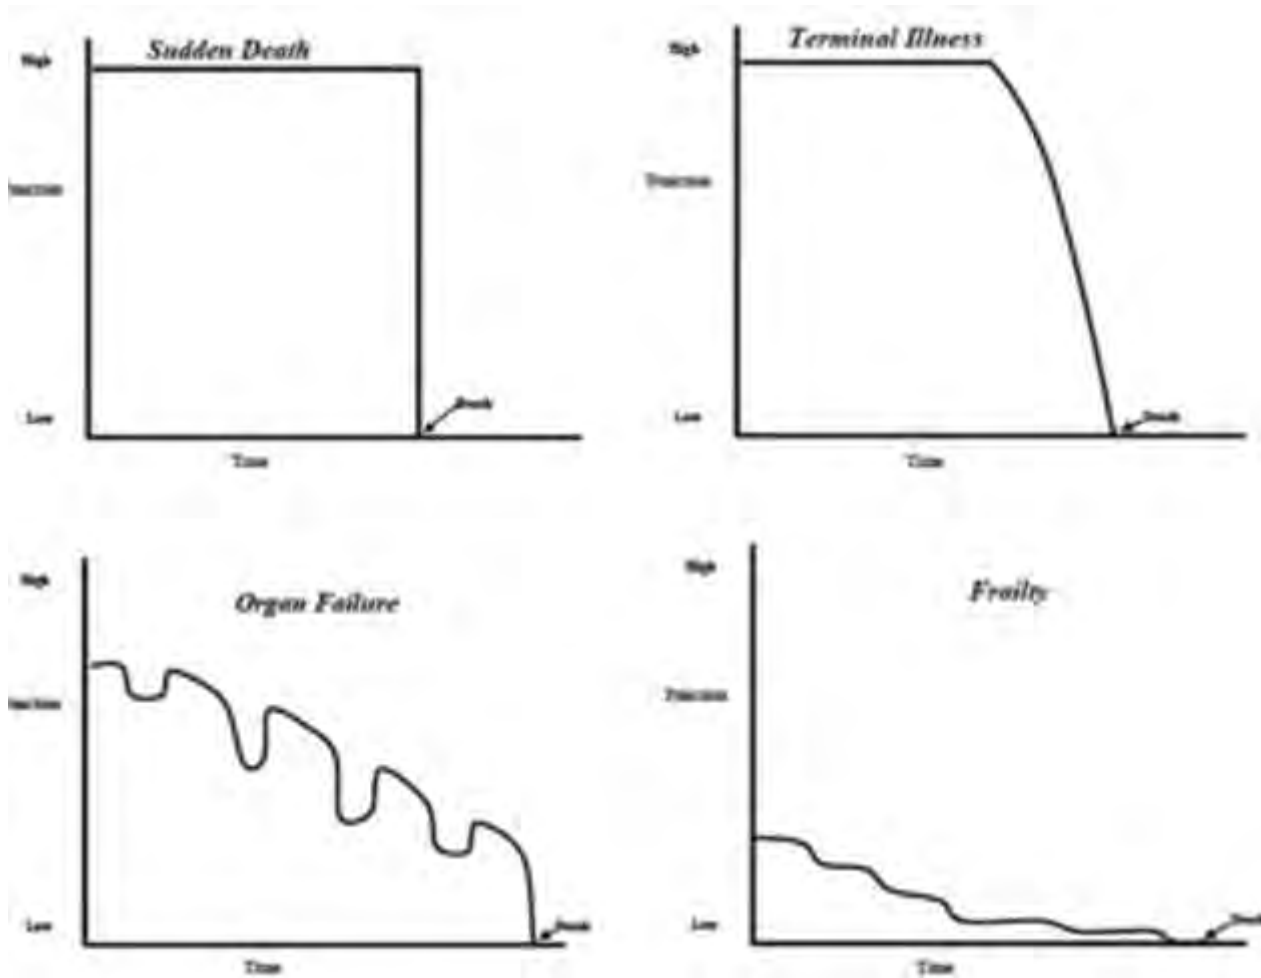 Sudden Death
High
Function
Low
Death
Time
Terminal Illness
High
Function
Low
Death
Time
Organ Failure
High
Function
Low
Death
Time
Frailty
High
Function
Low
Death
Time